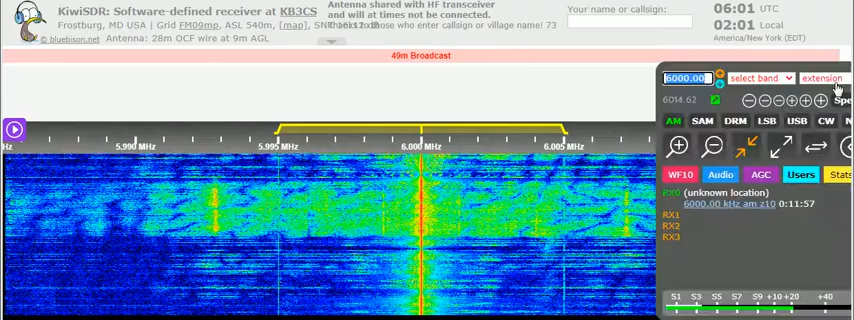 KiwiSDR: Software-defined receiver at KB3CS
Frostburg, MD USA | Grid FM09mp, ASL 540m, [map], SNR
Antenna: 28m OCF wire at 9m AGL
© bluebison.net
Antenna shared with HF transceiver
and will at times not be connected.
those who enter callsign or village name! 73
Your name or callsign:
06:01 UTC
02:01 Local
America/New York (EDT)
49m Broadcast
6000.00 select band extension
6014.62 Spe
AM SAM DRM LSB USB CW N
Hz 5.990 MHz 5.995 MHz 6.000 MHz 6.005 MHz
WF10 Audio AGC Users Stats
RX0 (unknown location)
6000.00 kHz am z10 0:11:57
RX1
RX2
RX3
S1 S3 S5 S7 S9 +10 +20 +40